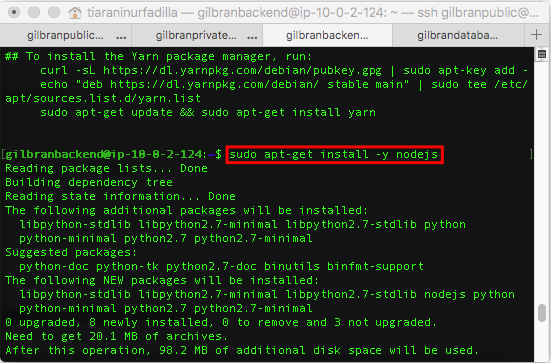 tiaraninurfadilla — gilbranbackend@ip-10-0-2-124: ~ — ssh gilbranpublic@...
gilbranpublic... gilbranprivate... gilbranbacken... gilbrandataba...
## To install the Yarn package manager, run:
curl -sL https://dl.yarnpkg.com/debian/pubkey.gpg | sudo apt-key add -
echo "deb https://dl.yarnpkg.com/debian/ stable main" | sudo tee /etc/
apt/sources.list.d/yarn.list
sudo apt-get update && sudo apt-get install yarn
[gilbranbackend@ip-10-0-2-124:~$ sudo apt-get install -y nodejs ]
Reading package lists... Done
Building dependency tree
Reading state information... Done
The following additional packages will be installed:
libpython-stdlib libpython2.7-minimal libpython2.7-stdlib python
python-minimal python2.7 python2.7-minimal
Suggested packages:
python-doc python-tk python2.7-doc binutils binfmt-support
The following NEW packages will be installed:
libpython-stdlib libpython2.7-minimal libpython2.7-stdlib nodejs python
python-minimal python2.7 python2.7-minimal
0 upgraded, 8 newly installed, 0 to remove and 3 not upgraded.
Need to get 20.1 MB of archives.
After this operation, 98.2 MB of additional disk space will be used.